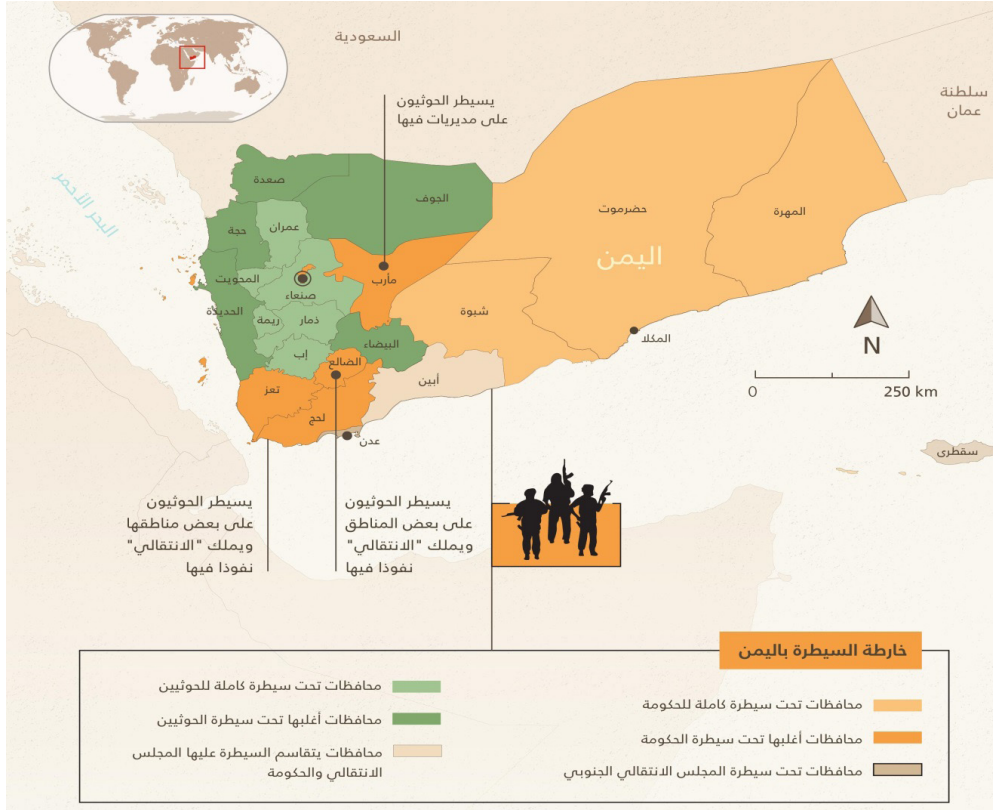 السعودية
سلطنة
عمان
البحر الأحمر
يسيطر الحوثيون
على مديريات فيها
صعدة
الجوف
حضرموت
المهرة
عمران
حجة
اليمن
مأرب
المحويت
صنعاء
الحديدة
ريمة
ذمار
شبوة
المكلا
البيضاء
إب
الضالع
أبين
تعز
لحج
عدن
N
0
250 km
سقطرى
يسيطر الحوثيون
على بعض المناطق
ويملك "الانتقالي"
نفوذا فيها
يسيطر الحوثيون
على بعض مناطقها
ويملك "الانتقالي"
نفوذا فيها
خارطة السيطرة باليمن
محافظات تحت سيطرة كاملة للحكومة
محافظات أغلبها تحت سيطرة الحكومة
محافظات تحت سيطرة المجلس الانتقالي الجنوبي
محافظات تحت سيطرة كاملة للحوثيين
محافظات أغلبها تحت سيطرة الحوثيين
محافظات يتقاسم السيطرة عليها المجلس
الانتقالي والحكومة